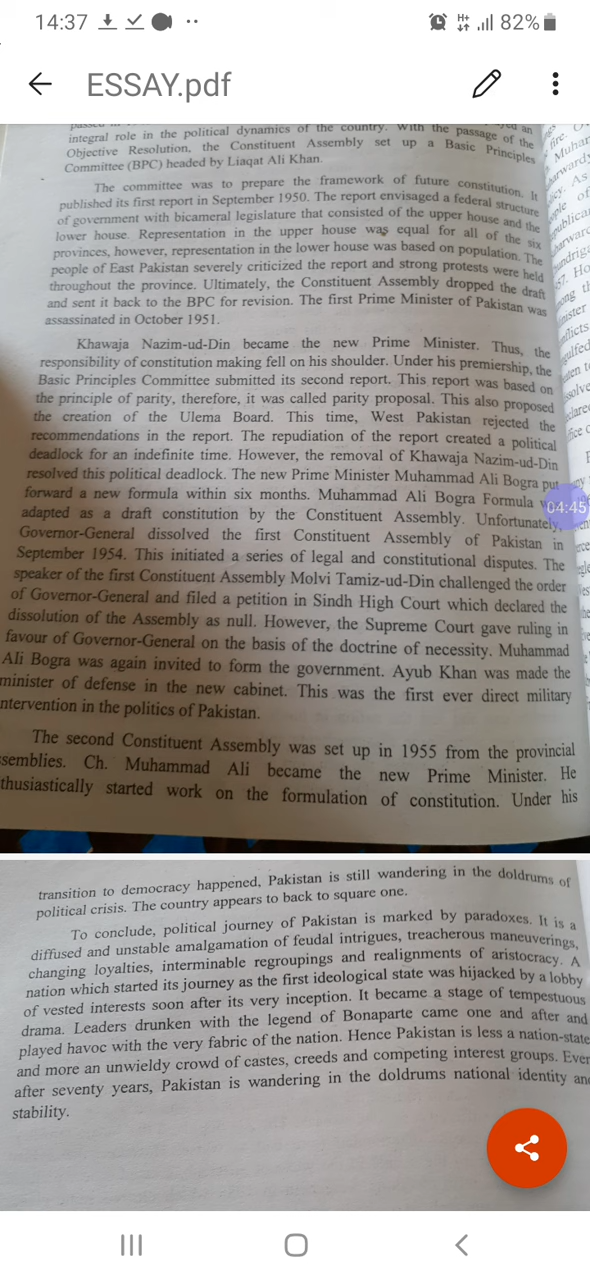 14:37
82%
ESSAY.pdf
integral role in the political dynamics of the country. With the passage of the
Objective Resolution, the Constituent Assembly set up a Basic Principles
Committee (BPC) headed by Liaqat Ali Khan.
The committee was to prepare the framework of future constitution. It
published its first report in September 1950. The report envisaged a federal structure
of government with bicameral legislature that consisted of the upper house and the
lower house. Representation in the upper house was equal for all of the six
provinces, however, representation in the lower house was based on population. The
people of East Pakistan severely criticized the report and strong protests were held
throughout the province. Ultimately, the Constituent Assembly dropped the draft
and sent it back to the BPC for revision. The first Prime Minister of Pakistan was
assassinated in October 1951.
Khawaja Nazim-ud-Din became the new Prime Minister. Thus, the
responsibility of constitution making fell on his shoulder. Under his premiership, the
Basic Principles Committee submitted its second report. This report was based on
the principle of parity, therefore, it was called parity proposal. This also proposed
the creation of the Ulema Board. This time, West Pakistan rejected the
recommendations in the report. The repudiation of the report created a political
deadlock for an indefinite time. However, the removal of Khawaja Nazim-ud-Din
resolved this political deadlock. The new Prime Minister Muhammad Ali Bogra put
forward a new formula within six months. Muhammad Ali Bogra Formula
04:45
adapted as a draft constitution by the Constituent Assembly. Unfortunately,
Governor-General dissolved the first Constituent Assembly of Pakistan in
September 1954. This initiated a series of legal and constitutional disputes. The
speaker of the first Constituent Assembly Molvi Tamiz-ud-Din challenged the order
of Governor-General and filed a petition in Sindh High Court which declared the
dissolution of the Assembly as null. However, the Supreme Court gave ruling in
favour of Governor-General on the basis of the doctrine of necessity. Muhammad
Ali Bogra was again invited to form the government. Ayub Khan was made the
minister of defense in the new cabinet. This was the first ever direct military
ntervention in the politics of Pakistan.
The second Constituent Assembly was set up in 1955 from the provincial
ssemblies. Ch. Muhammad Ali became the new Prime Minister. He
thusiastically started work on the formulation of constitution. Under his
transition to democracy happened, Pakistan is still wandering in the doldrums of
political crisis. The country appears to back to square one.
To conclude, political journey of Pakistan is marked by paradoxes. It is a
diffused and unstable amalgamation of feudal intrigues, treacherous maneuverings,
changing loyalties, interminable regroupings and realignments of aristocracy. A
nation which started its journey as the first ideological state was hijacked by a lobby
of vested interests soon after its very inception. It became a stage of tempestuous
drama. Leaders drunken with the legend of Bonaparte came one and after and
played havoc with the very fabric of the nation. Hence Pakistan is less a nation-state
and more an unwieldy crowd of castes, creeds and competing interest groups. Ever
after seventy years, Pakistan is wandering in the doldrums national identity and
stability.